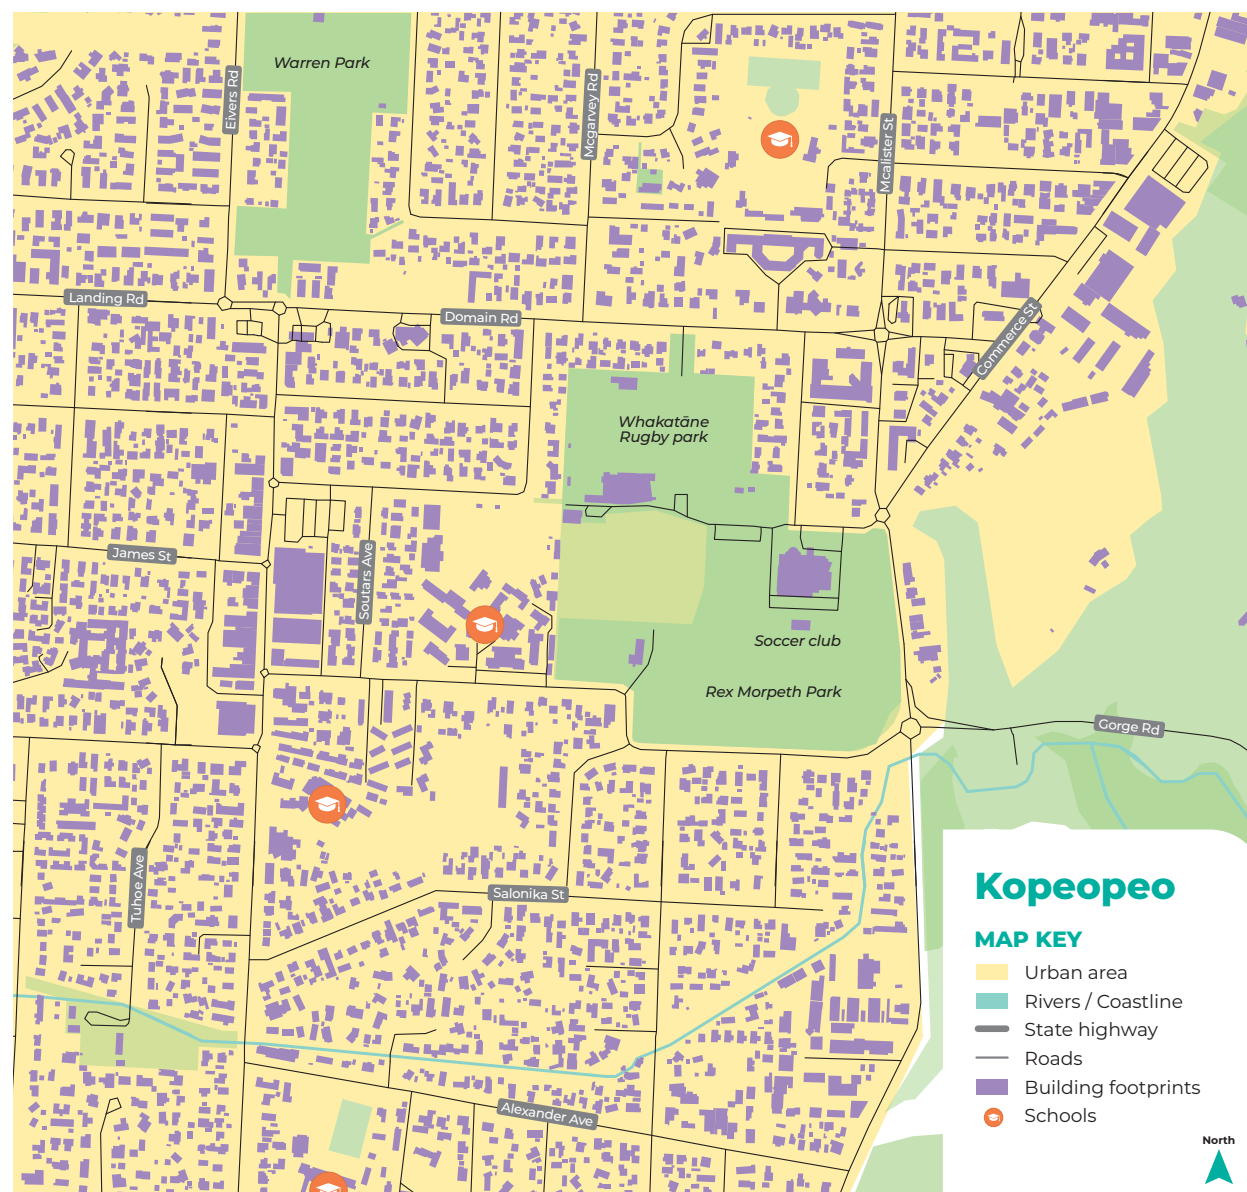 Warren Park
Eivers Rd
Mcgarvey Rd
Mcalister St
Landing Rd
Domain Rd
Commerce St
Whakatāne
Rugby park
James St
Soutars Ave
Soccer club
Rex Morpeth Park
Gorge Rd
Tuhoe Ave
Salonika St
Alexander Ave
Kopeopeo
MAP KEY
Urban area
Rivers / Coastline
State highway
Roads
Building footprints
Schools
North